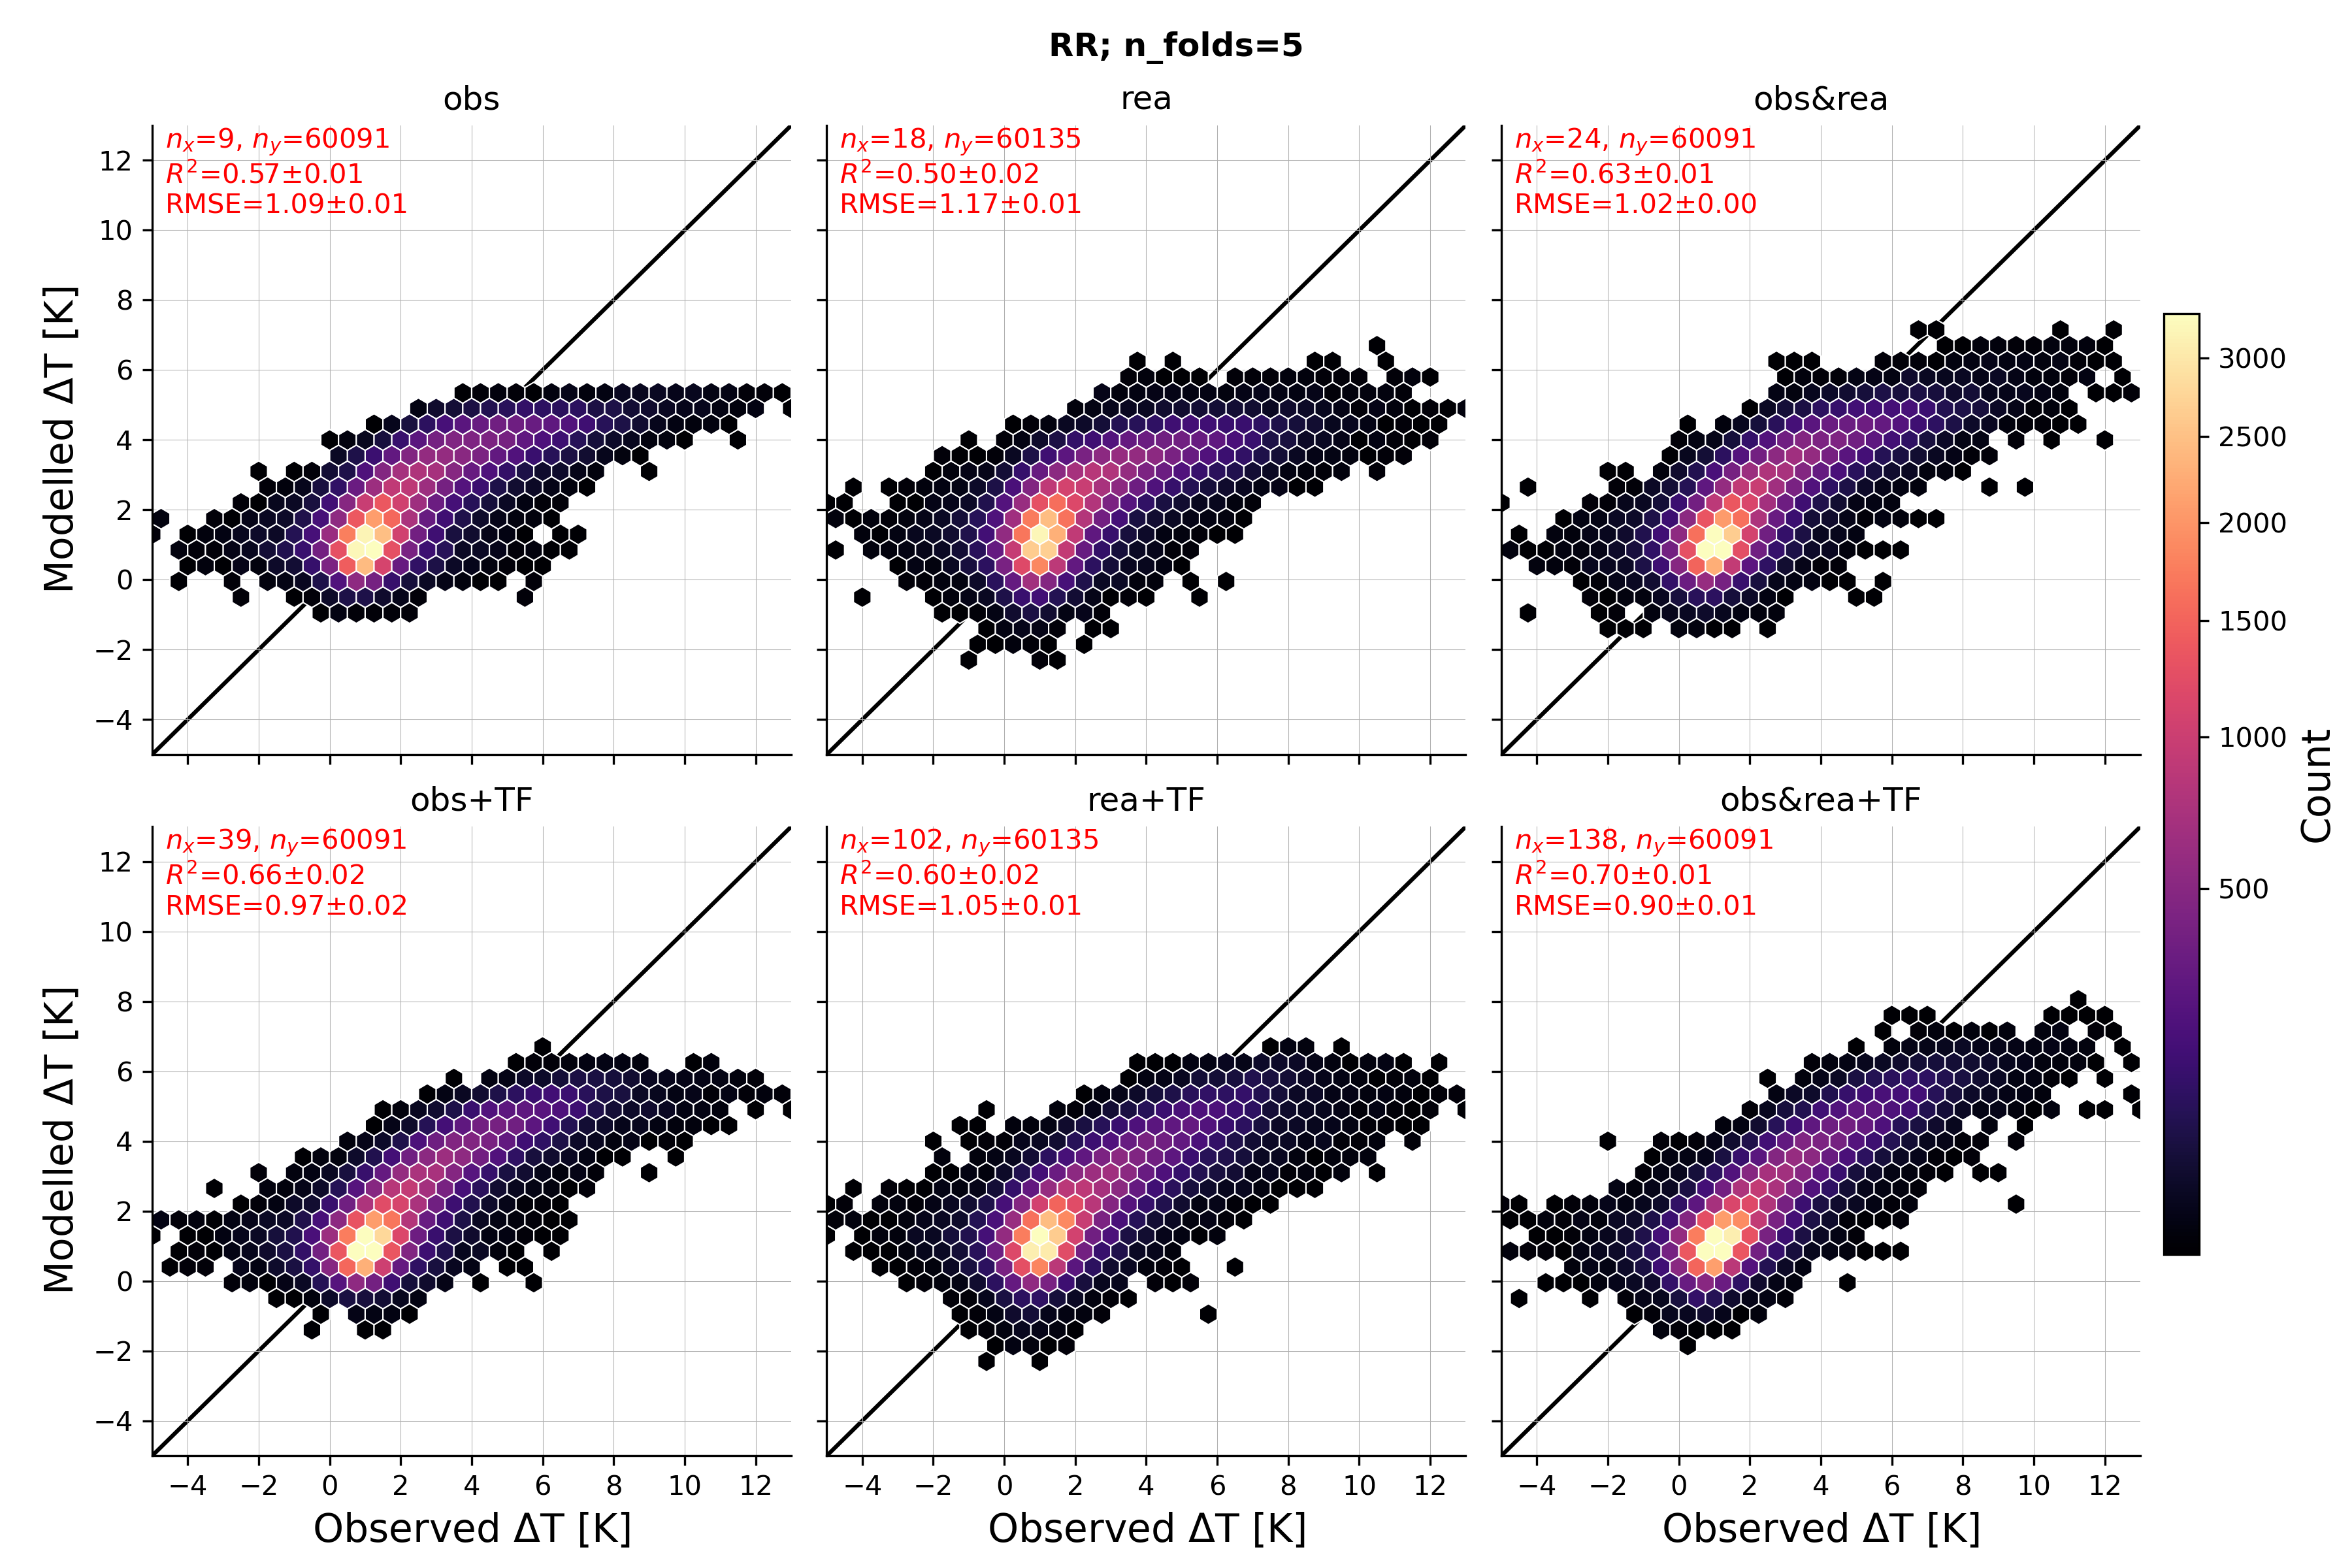 RR; n_folds=5
obs
rea
obs&rea
n_x=9, n_y=60091
R²=0.57±0.01
RMSE=1.09±0.01
n_x=18, n_y=60135
R²=0.50±0.02
RMSE=1.17±0.01
n_x=24, n_y=60091
R²=0.63±0.01
RMSE=1.02±0.00
12
10
8
6
4
2
0
−2
−4
Modelled ΔT [K]
obs+TF
rea+TF
obs&rea+TF
n_x=39, n_y=60091
R²=0.66±0.02
RMSE=0.97±0.02
n_x=102, n_y=60135
R²=0.60±0.02
RMSE=1.05±0.01
n_x=138, n_y=60091
R²=0.70±0.01
RMSE=0.90±0.01
12
10
8
6
4
2
0
−2
−4
Modelled ΔT [K]
−4 −2 0 2 4 6 8 10 12
−4 −2 0 2 4 6 8 10 12
−4 −2 0 2 4 6 8 10 12
Observed ΔT [K]
Observed ΔT [K]
Observed ΔT [K]
3000
2500
2000
1500
1000
500
Count